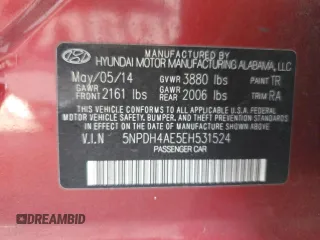 HYUNDAI MOTOR MANUFACTURING ALABAMA, LLC
May/05/14 GVWR 3880 lbs PAINT TR
GAWR FRONT 2161 lbs GAWR REAR 2006 lbs TRIM RA
THIS VEHICLE CONFORMS TO ALL APPLICABLE U.S. FEDERAL
MOTOR VEHICLE SAFETY, BUMPER, AND THEFT PREVENTION
STANDARDS IN EFFECT ON THE DATE OF MANUFACTURE
SHOWN ABOVE.
V.I.N 5NPDH4AE5EH531524
PASSENGER CAR
DREAMBID